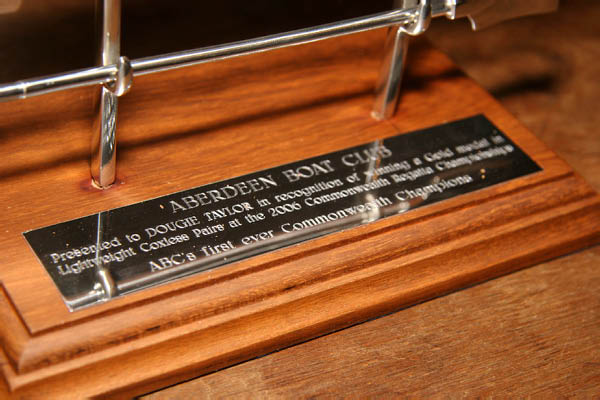 ABERDEEN BOAT CLUB
Presented to DOUGIE TAYLOR in recognition of winning a Gold medal in
Lightweight Coxless Pairs at the 2006 Commonwealth Regatta Championships
ABC's first ever Commonwealth Champions